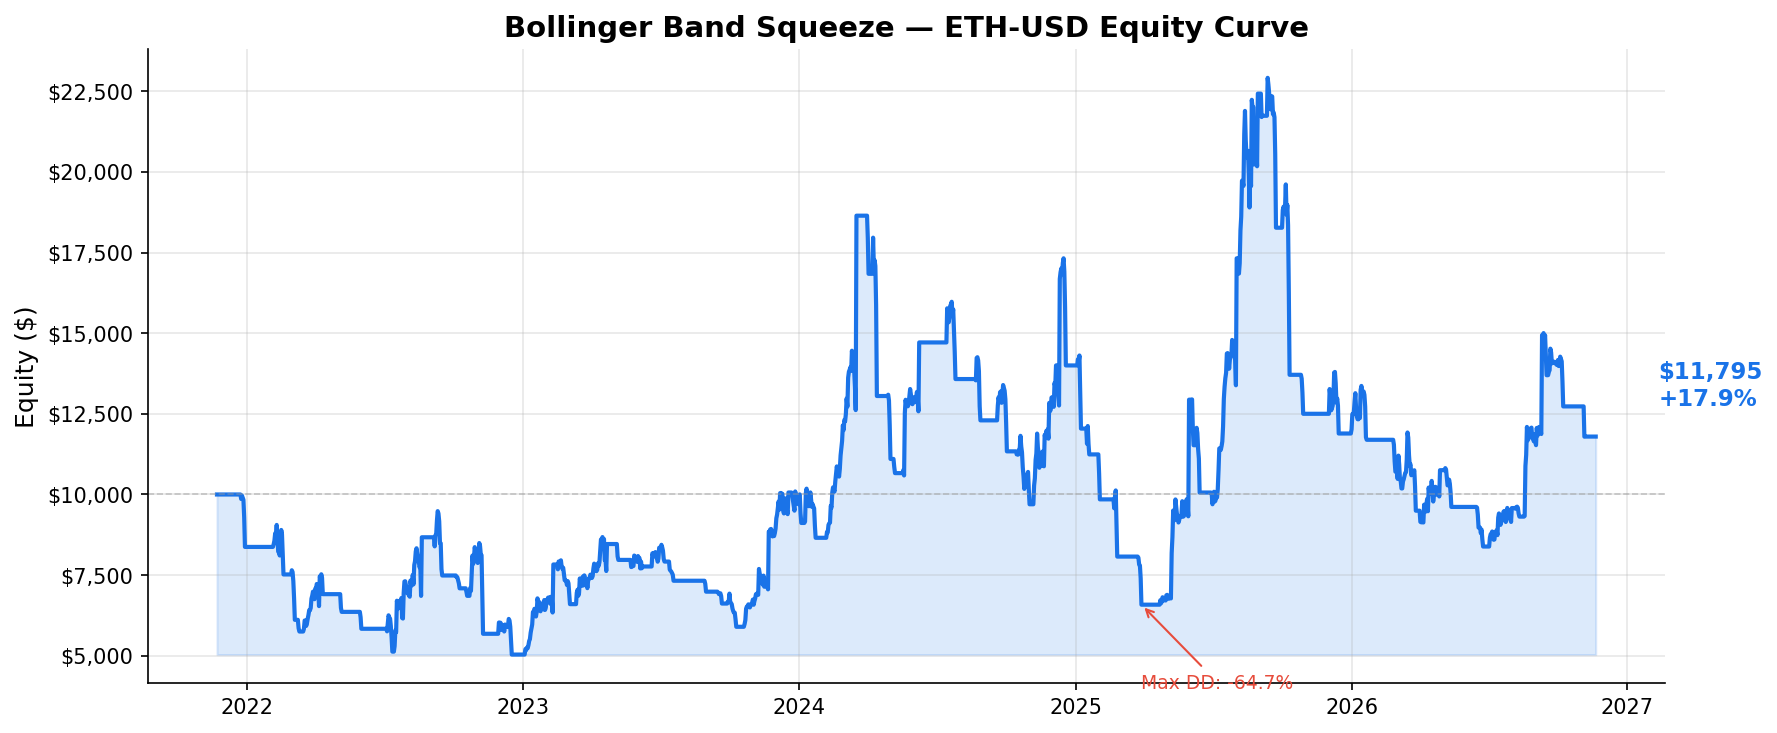 Bollinger Band Squeeze — ETH-USD Equity Curve
Equity ($)
$22,500
$20,000
$17,500
$15,000
$12,500
$10,000
$7,500
$5,000
$11,795
+17.9%
Max DD: -64.7%
2022 2023 2024 2025 2026 2027